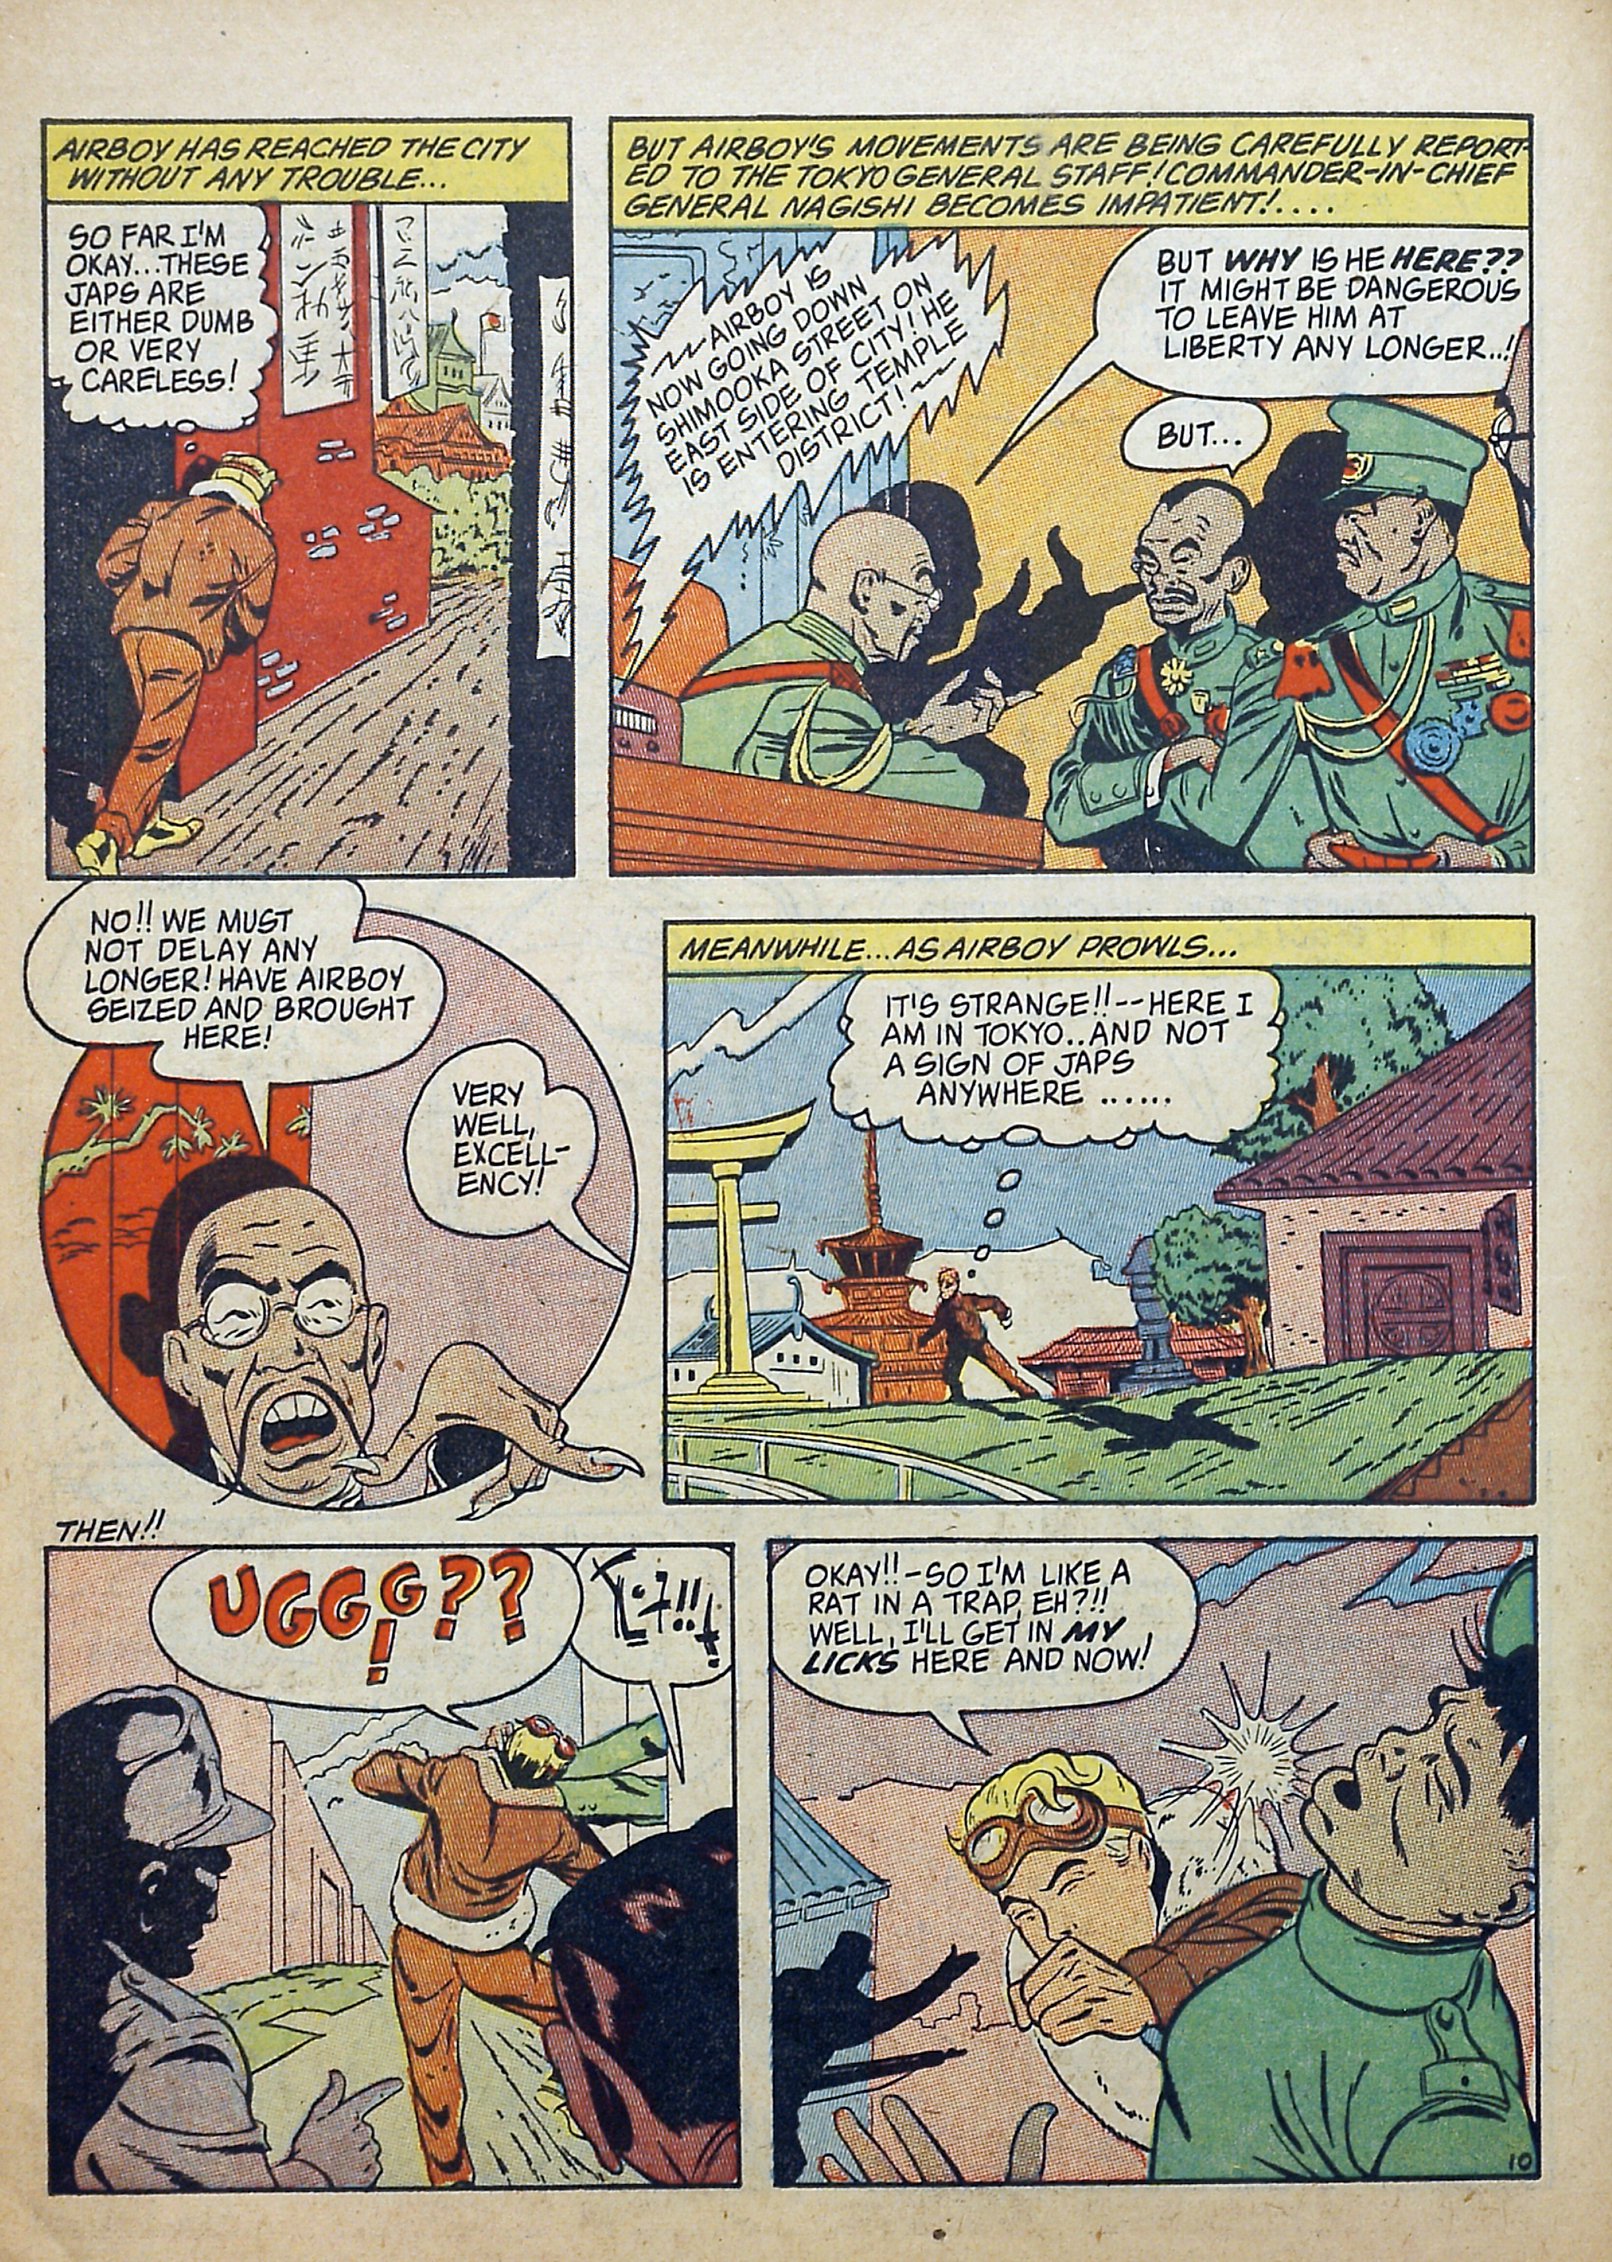 AIRBOY HAS REACHED THE CITY
WITHOUT ANY TROUBLE...
SO FAR I'M
OKAY...THESE
JAPS ARE
EITHER DUMB
OR VERY
CARELESS!
BUT AIRBOY'S MOVEMENTS ARE BEING CAREFULLY REPORT-
ED TO THE TOKYO GENERAL STAFF! COMMANDER-IN-CHIEF
GENERAL NAGISHI BECOMES IMPATIENT!....
~AIRBOY IS
NOW GOING DOWN
SHIMOOKA STREET ON
EAST SIDE OF CITY! HE
IS ENTERING TEMPLE
DISTRICT!~
BUT WHY IS HE HERE??
IT MIGHT BE DANGEROUS
TO LEAVE HIM AT
LIBERTY ANY LONGER..!
BUT...
NO!! WE MUST
NOT DELAY ANY
LONGER! HAVE AIRBOY
SEIZED AND BROUGHT
HERE!
VERY
WELL,
EXCELL-
ENCY!
MEANWHILE...AS AIRBOY PROWLS...
IT'S STRANGE!!--HERE I
AM IN TOKYO..AND NOT
A SIGN OF JAPS
ANYWHERE ......
THEN!!
UGGG??!
OKAY!!-SO I'M LIKE A
RAT IN A TRAP, EH?!!
WELL, I'LL GET IN MY
LICKS HERE AND NOW!
10